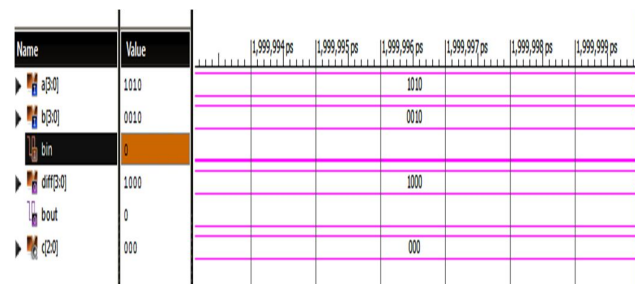 Name Value 1,999,994 ps 1,999,995 ps 1,999,996 ps 1,999,997 ps 1,999,998 ps 1,999,999 ps
a[3:0] 1010 1010
b[3:0] 0010 0010
bin 0
diff[3:0] 1000 1000
bout 0
c[2:0] 000 000